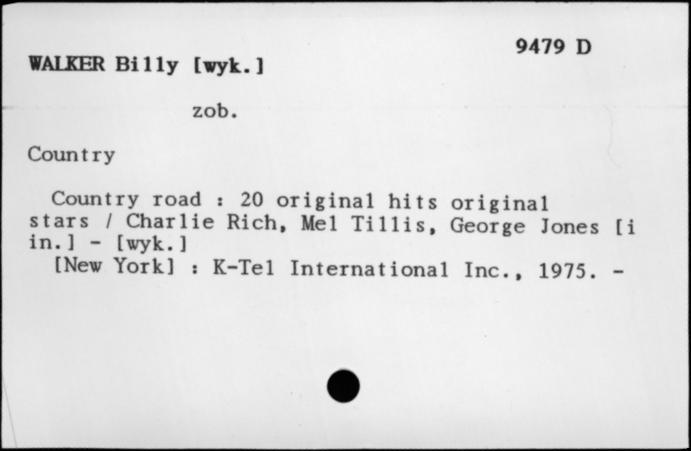 9479 D
WALKER Billy [wyk.]
zob.
Country
Country road : 20 original hits original
stars / Charlie Rich, Mel Tillis, George Jones [i
in.] - [wyk.]
[New York] : K-Tel International Inc., 1975. -